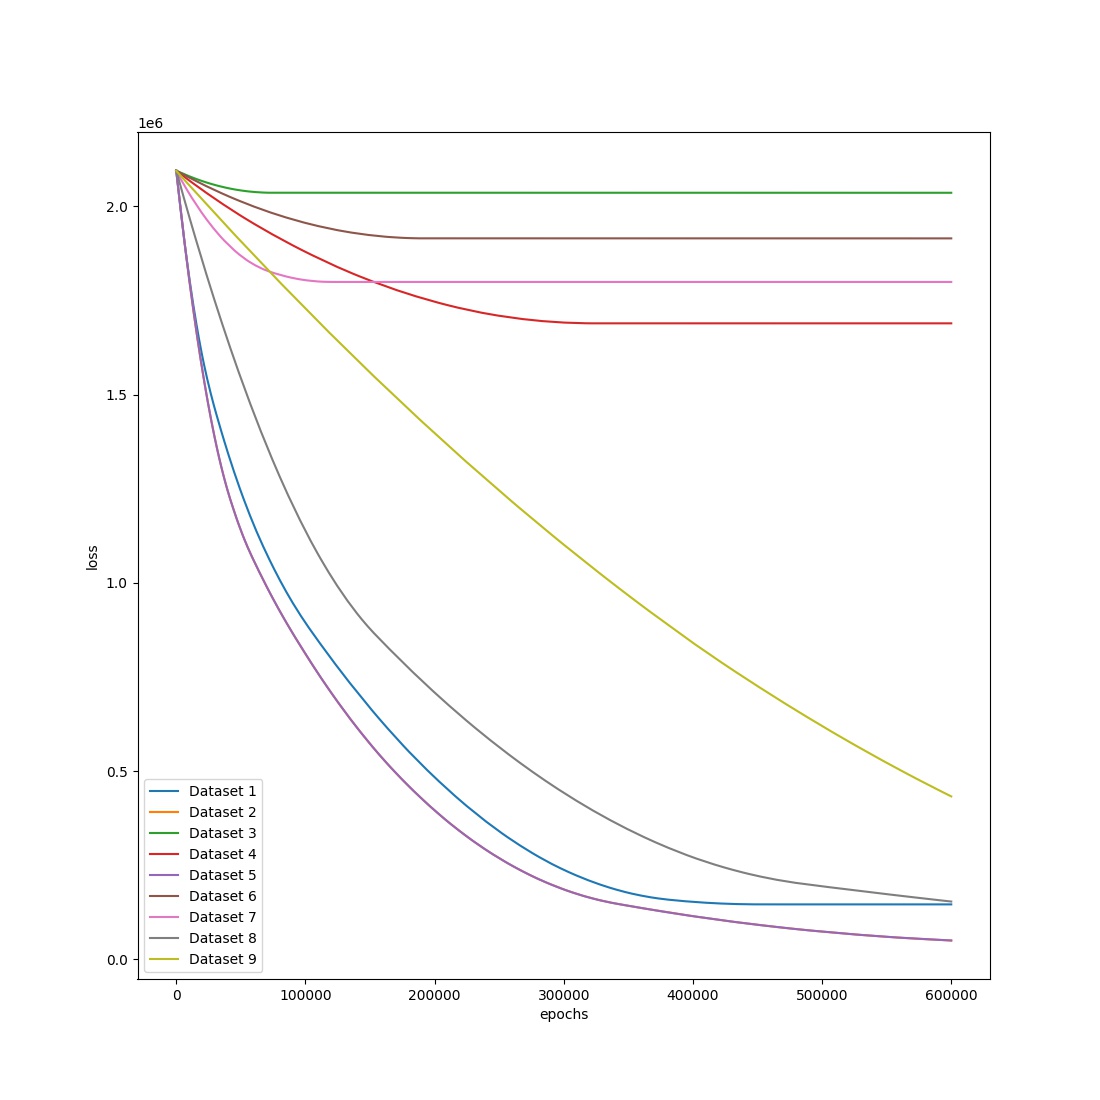 1e6
2.0
1.5
1.0
0.5
0.0
loss
Dataset 1
Dataset 2
Dataset 3
Dataset 4
Dataset 5
Dataset 6
Dataset 7
Dataset 8
Dataset 9
0 100000 200000 300000 400000 500000 600000
epochs